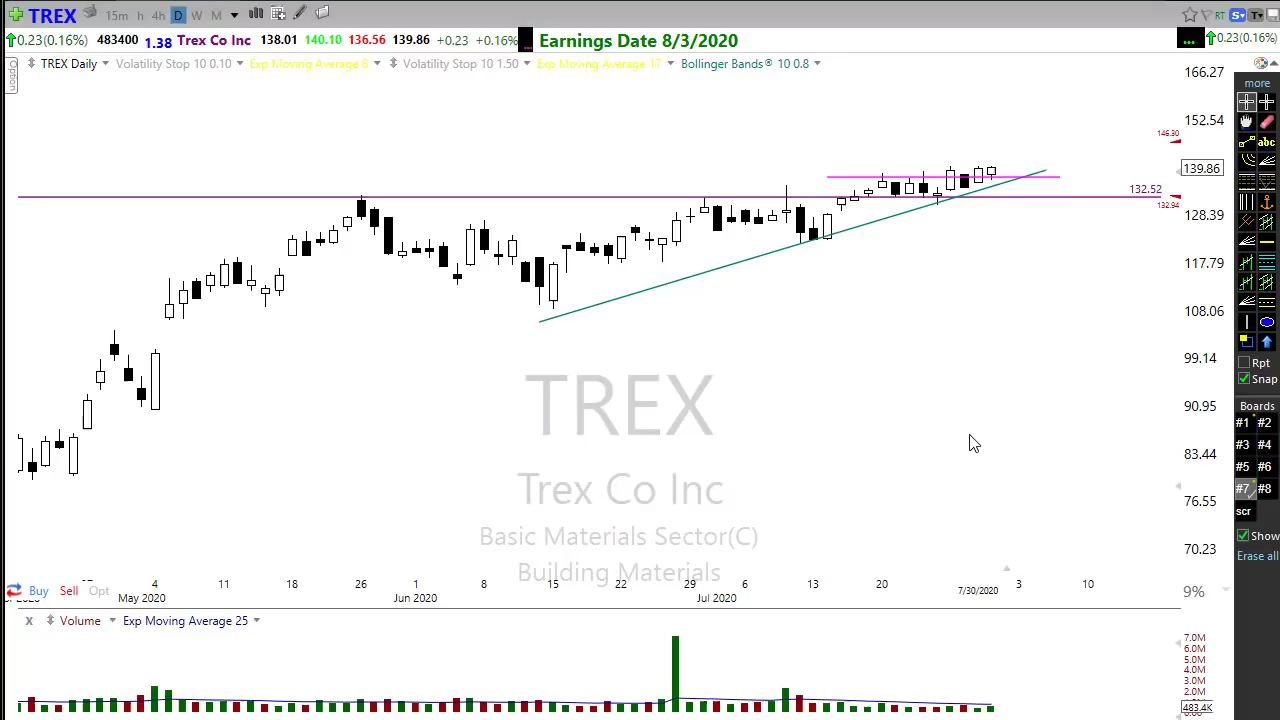 TREX 15m h 4h D W M RT S T
0.23(0.16%) 483400 1.38 Trex Co Inc 138.01 140.10 136.56 139.86 +0.23 +0.16% ... Earnings Date 8/3/2020 ... 0.23(0.16%)
Option
TREX Daily Volatility Stop 10 0.10 Exp Moving Average 8 Volatility Stop 10 1.50 Exp Moving Average 17 Bollinger Bands® 10 0.8
166.27
more
152.54
146.30
abc
139.86
132.52
132.94
128.39
117.79
108.06
99.14
Rpt
Snap
TREX
90.95
Boards
#1 #2
#3 #4
83.44
#5 #6
Trex Co Inc
#7 #8
76.55
scr
Basic Materials Sector(C)
Show
70.23
Erase all
Building Materials
4 11 18 26 1 8 15 22 29 6 13 20 3 10
Buy Sell Opt
7/30/2020
9%
May 2020 Jun 2020 Jul 2020
x Volume Exp Moving Average 25
7.0M
6.0M
5.0M
4.0M
3.0M
2.0M
483.4K